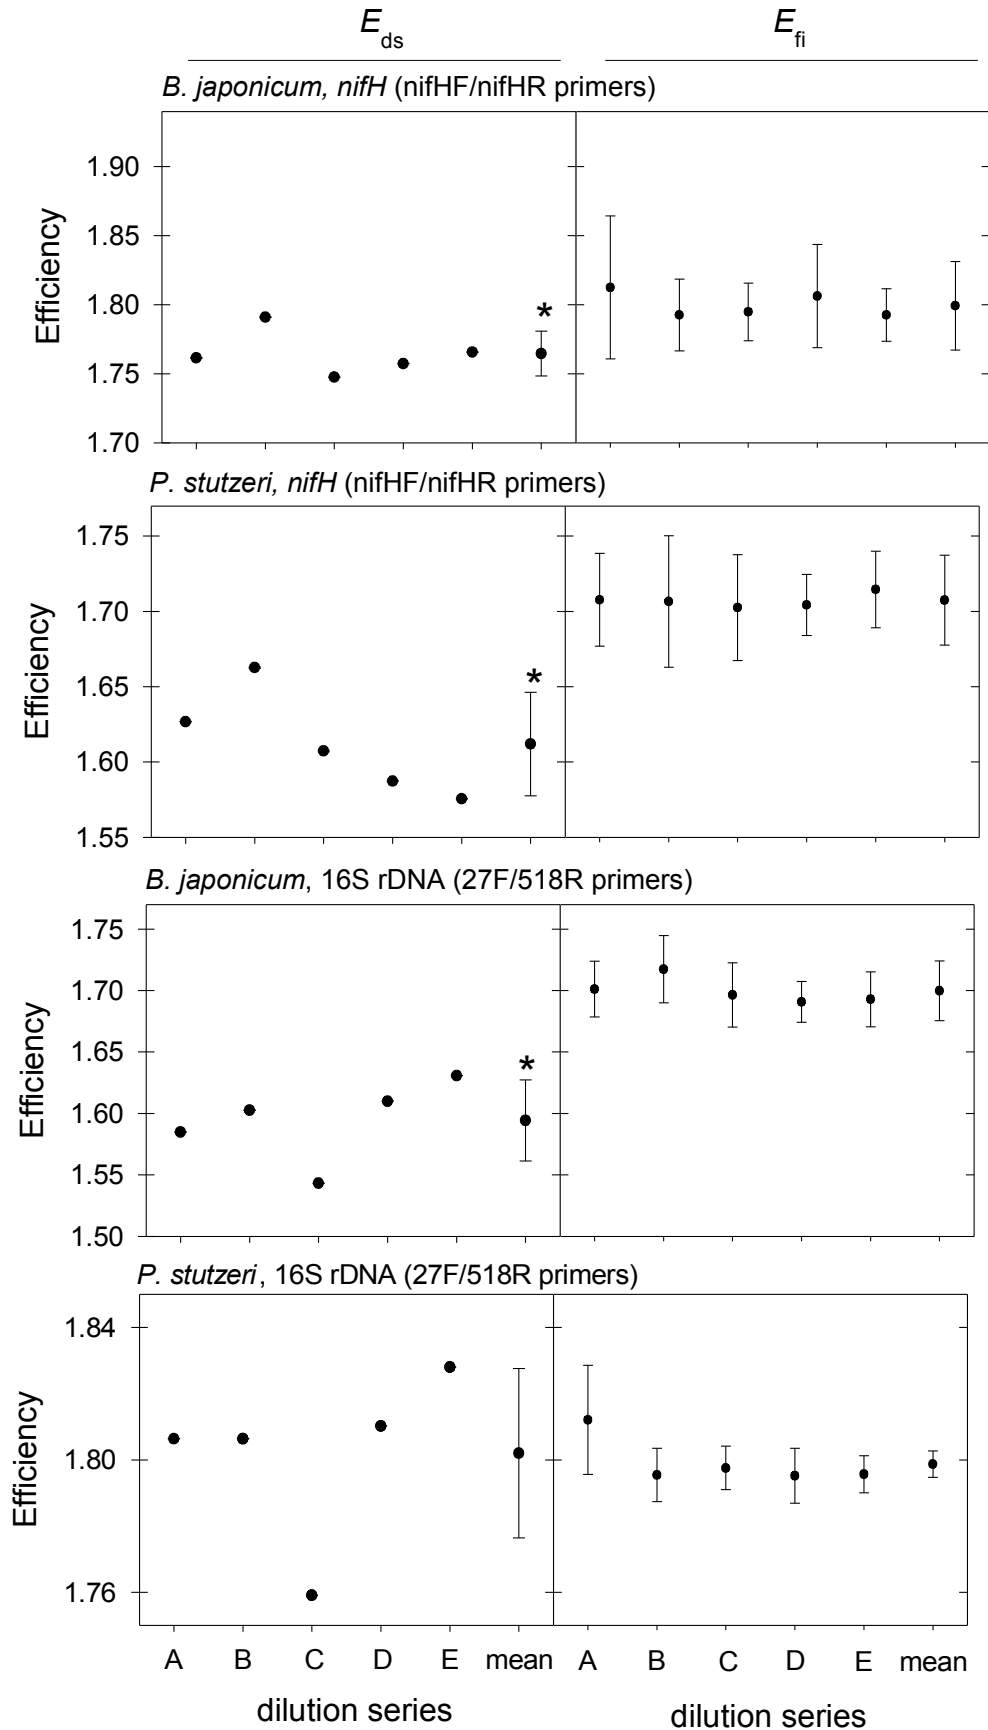 E_ds E_fi
B. japonicum, nifH (nifHF/nifHR primers)
1.90
1.85
1.80
1.75
1.70
Efficiency
*
P. stutzeri, nifH (nifHF/nifHR primers)
1.75
1.70
1.65
1.60
1.55
Efficiency
*
B. japonicum, 16S rDNA (27F/518R primers)
1.75
1.70
1.65
1.60
1.55
1.50
Efficiency
*
P. stutzeri, 16S rDNA (27F/518R primers)
1.84
1.80
1.76
Efficiency
A B C D E mean A B C D E mean
dilution series dilution series